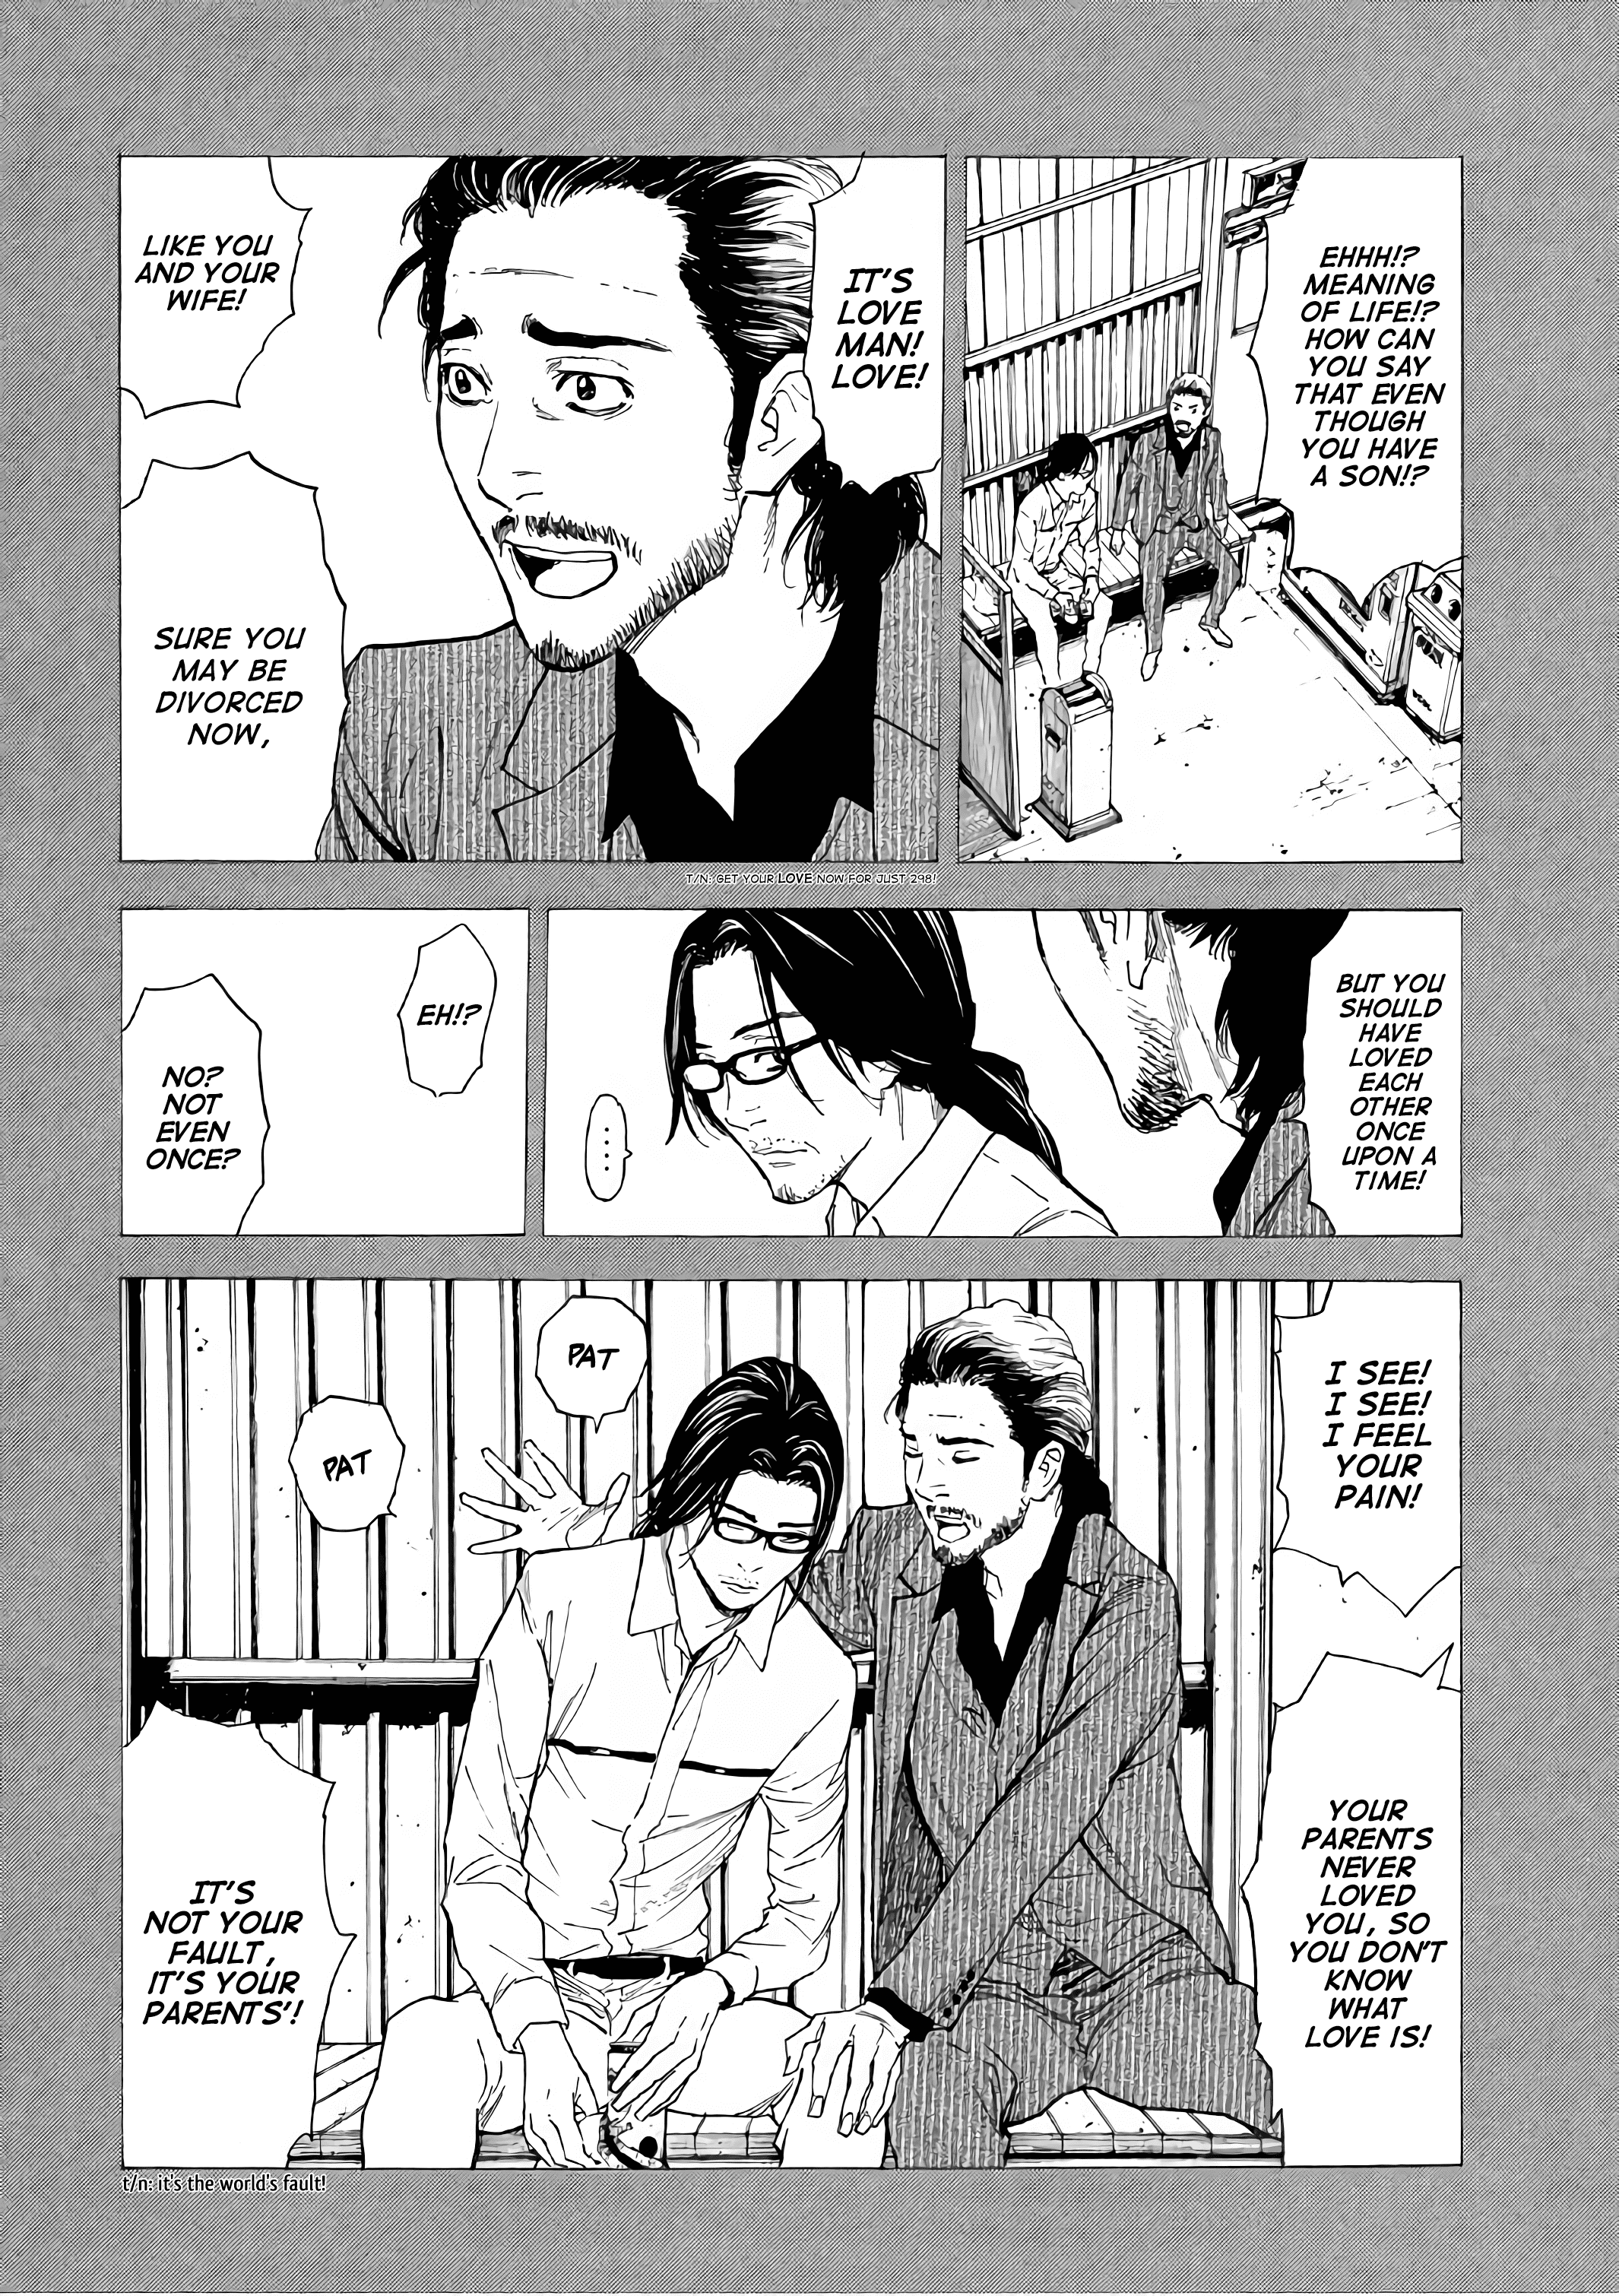 EHHH!?
MEANING
OF LIFE!?
HOW CAN
YOU SAY
THAT EVEN
THOUGH
YOU HAVE
A SON!?
IT'S
LOVE
MAN!
LOVE!
LIKE YOU
AND YOUR
WIFE!
SURE YOU
MAY BE
DIVORCED
NOW,
T/N: GET YOUR LOVE NOW FOR JUST 298!
BUT YOU
SHOULD
HAVE
LOVED
EACH
OTHER
ONCE
UPON A
TIME!
....
EH!?
NO?
NOT
EVEN
ONCE?
I SEE!
I SEE!
I FEEL
YOUR
PAIN!
PAT
PAT
YOUR
PARENTS
NEVER
LOVED
YOU, SO
YOU DON'T
KNOW
WHAT
LOVE IS!
IT'S
NOT YOUR
FAULT,
IT'S YOUR
PARENTS'!
t/n: it's the world's fault!